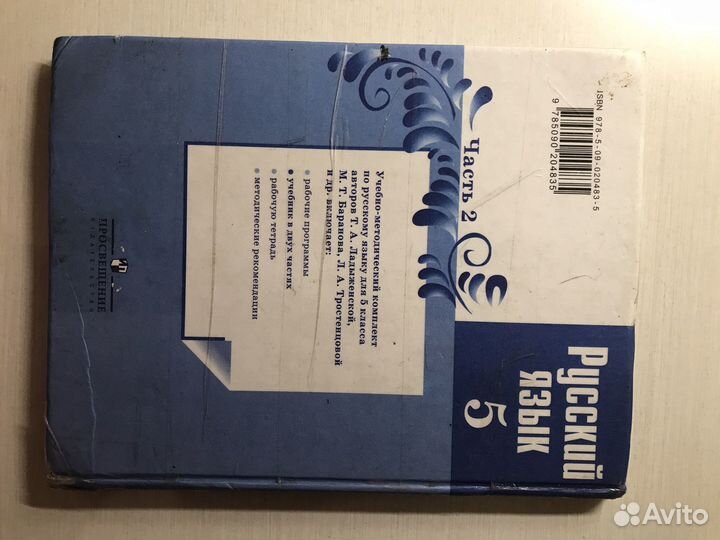 Русский
язык
5
ISBN 978-5-09-020483-5
9 785090 204835
Часть 2
Учебно-методический комплект
по русскому языку для 5 класса
авторов Т. А. Ладыженской,
М. Т. Баранова, Л. А. Тростенцовой
и др. включает:
• рабочие программы
• учебник в двух частях
• рабочую тетрадь
• методические рекомендации
ПРОСВЕЩЕНИЕ
ИЗДАТЕЛЬСТВО
Avito